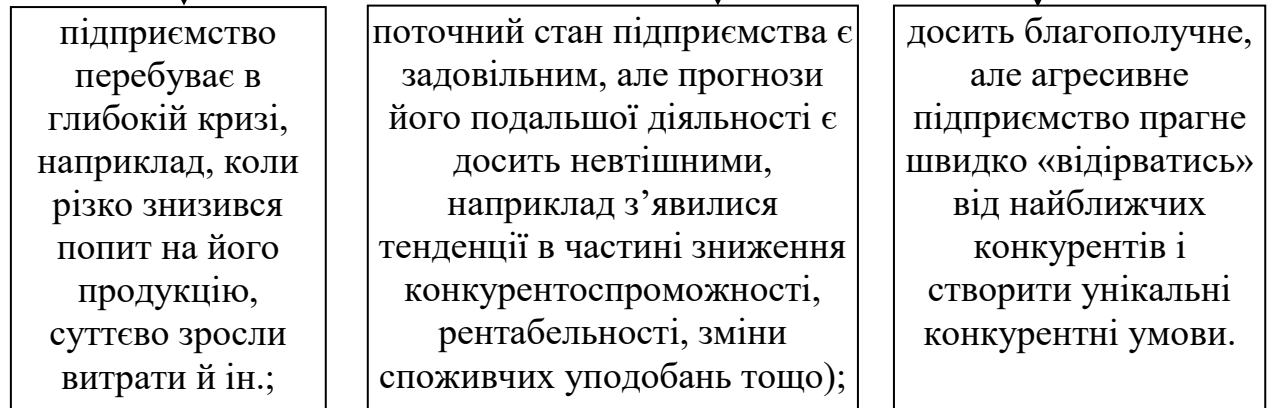 підприємство
перебуває в
глибокій кризі,
наприклад, коли
різко знизився
попит на його
продукцію,
суттєво зросли
витрати й ін.;
поточний стан підприємства є
задовільним, але прогнози
його подальшої діяльності є
досить невтішними,
наприклад з’явилися
тенденції в частині зниження
конкурентоспроможності,
рентабельності, зміни
споживчих уподобань тощо);
досить благополучне,
але агресивне
підприємство прагне
швидко «відірватись»
від найближчих
конкурентів і
створити унікальні
конкурентні умови.